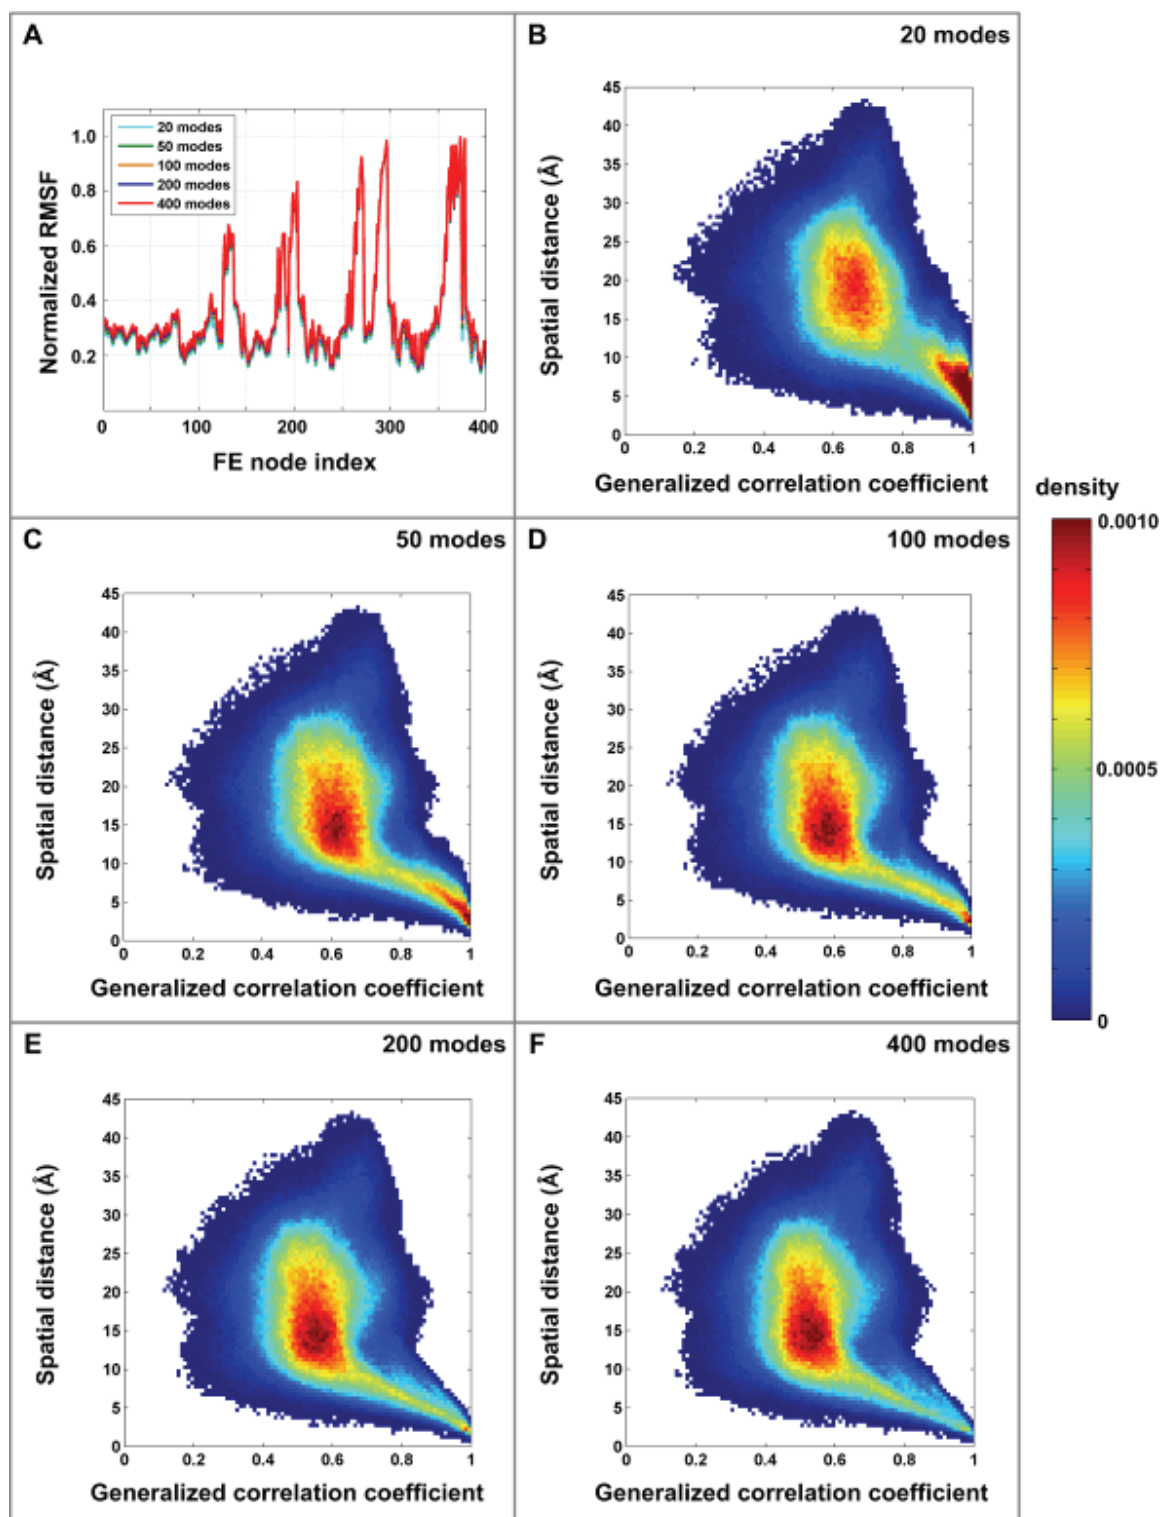 A
1.0
0.8
0.6
0.4
0.2
Normalized RMSF
20 modes
50 modes
100 modes
200 modes
400 modes
0 100 200 300 400
FE node index
B
20 modes
45
40
35
30
25
20
15
10
5
0
Spatial distance (Å)
0 0.2 0.4 0.6 0.8 1
Generalized correlation coefficient
C
50 modes
45
40
35
30
25
20
15
10
5
0
Spatial distance (Å)
0 0.2 0.4 0.6 0.8 1
Generalized correlation coefficient
D
100 modes
45
40
35
30
25
20
15
10
5
0
Spatial distance (Å)
0 0.2 0.4 0.6 0.8 1
Generalized correlation coefficient
density
0.0010
0.0005
0
E
200 modes
45
40
35
30
25
20
15
10
5
0
Spatial distance (Å)
0 0.2 0.4 0.6 0.8 1
Generalized correlation coefficient
F
400 modes
45
40
35
30
25
20
15
10
5
0
Spatial distance (Å)
0 0.2 0.4 0.6 0.8 1
Generalized correlation coefficient